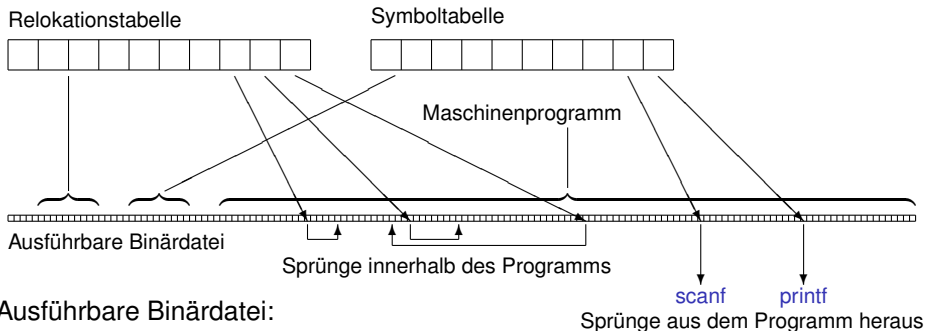 Relokationstabelle
Symboltabelle
Maschinenprogramm
Ausführbare Binärdatei
Sprünge innerhalb des Programms
scanf
printf
Ausführbare Binärdatei:
Sprünge aus dem Programm heraus